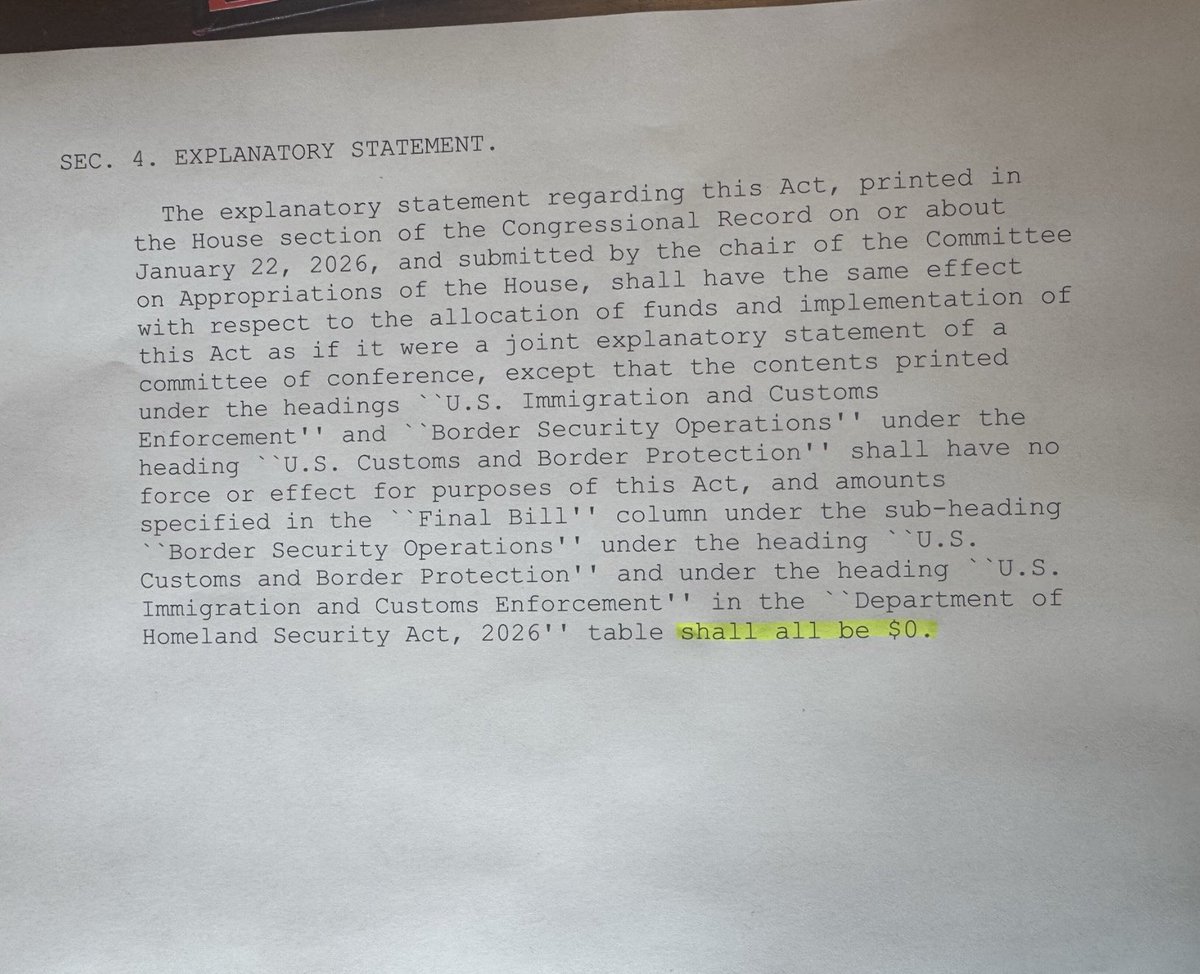 SEC. 4. EXPLANATORY STATEMENT.
The explanatory statement regarding this Act, printed in
the House section of the Congressional Record on or about
January 22, 2026, and submitted by the chair of the Committee
on Appropriations of the House, shall have the same effect
with respect to the allocation of funds and implementation of
this Act as if it were a joint explanatory statement of a
committee of conference, except that the contents printed
under the headings ``U.S. Immigration and Customs
Enforcement'' and ``Border Security Operations'' under the
heading ``U.S. Customs and Border Protection'' shall have no
force or effect for purposes of this Act, and amounts
specified in the ``Final Bill'' column under the sub-heading
``Border Security Operations'' under the heading ``U.S.
Customs and Border Protection'' and under the heading ``U.S.
Immigration and Customs Enforcement'' in the ``Department of
Homeland Security Act, 2026'' table shall all be $0.